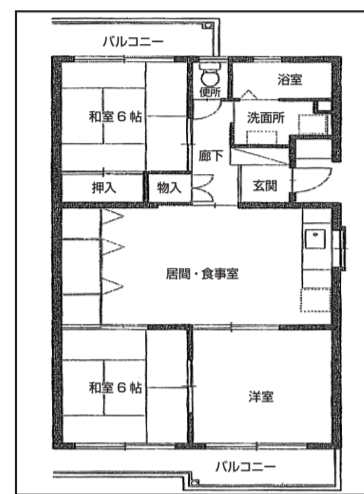 バルコニー
浴室
便所
和室6帖
洗面所
廊下
押入
物入
玄関
居間・食事室
和室6帖
洋室
バルコニー